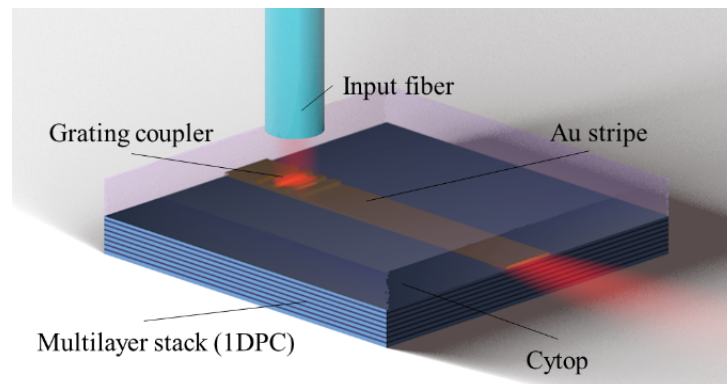 Input fiber
Grating coupler
Au stripe
Multilayer stack (1DPC)
Cytop